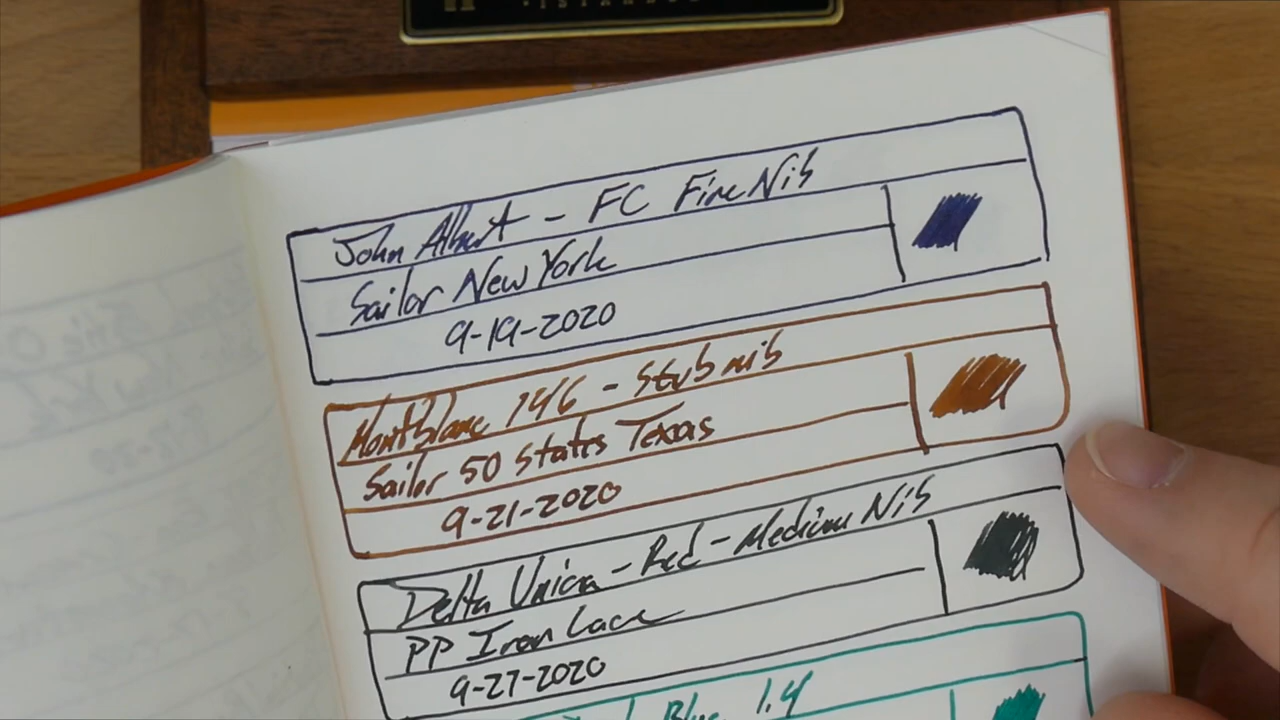 John Albert - FC Fine Nib
Sailor New York
9-19-2020
Montblanc 146 - Stub nib
Sailor 50 States Texas
9-21-2020
Delta Unica - Red - Medium Nib
PP Iron Lace
9-27-2020
Blue 1.4